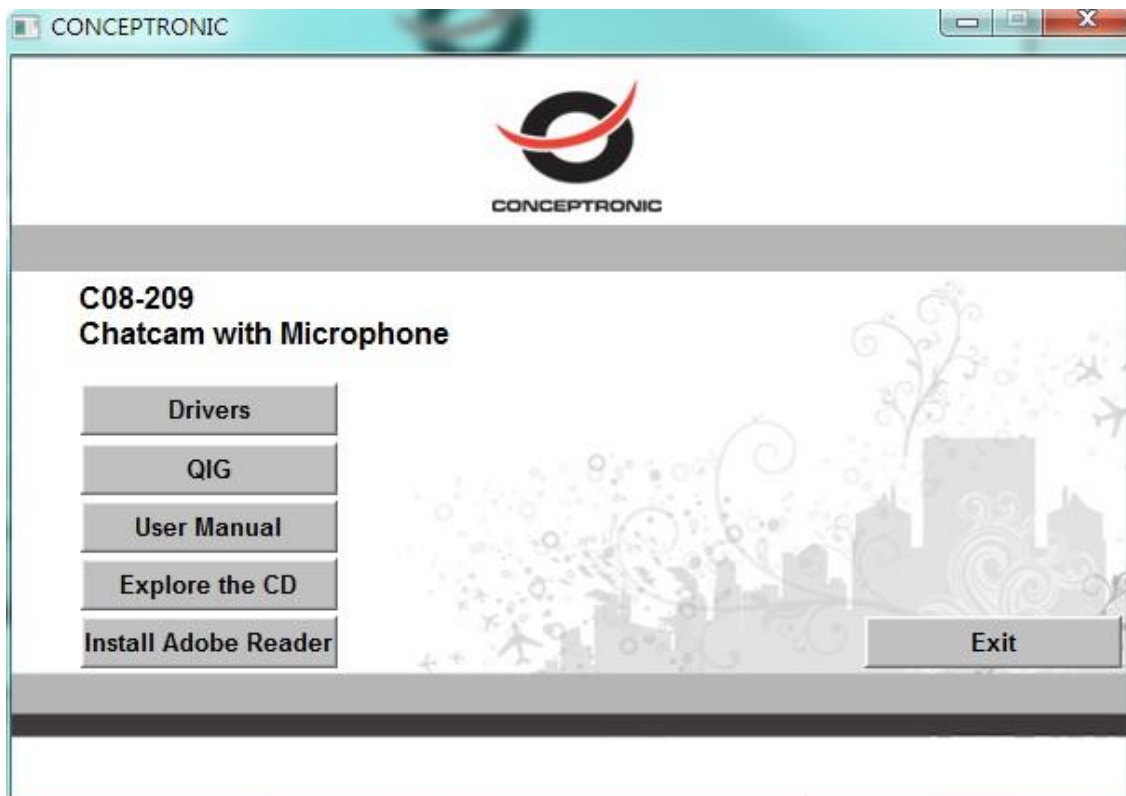 CONCEPTRONIC
CONCEPTRONIC
C08-209
Chatcam with Microphone
Drivers
QIG
User Manual
Explore the CD
Install Adobe Reader
Exit